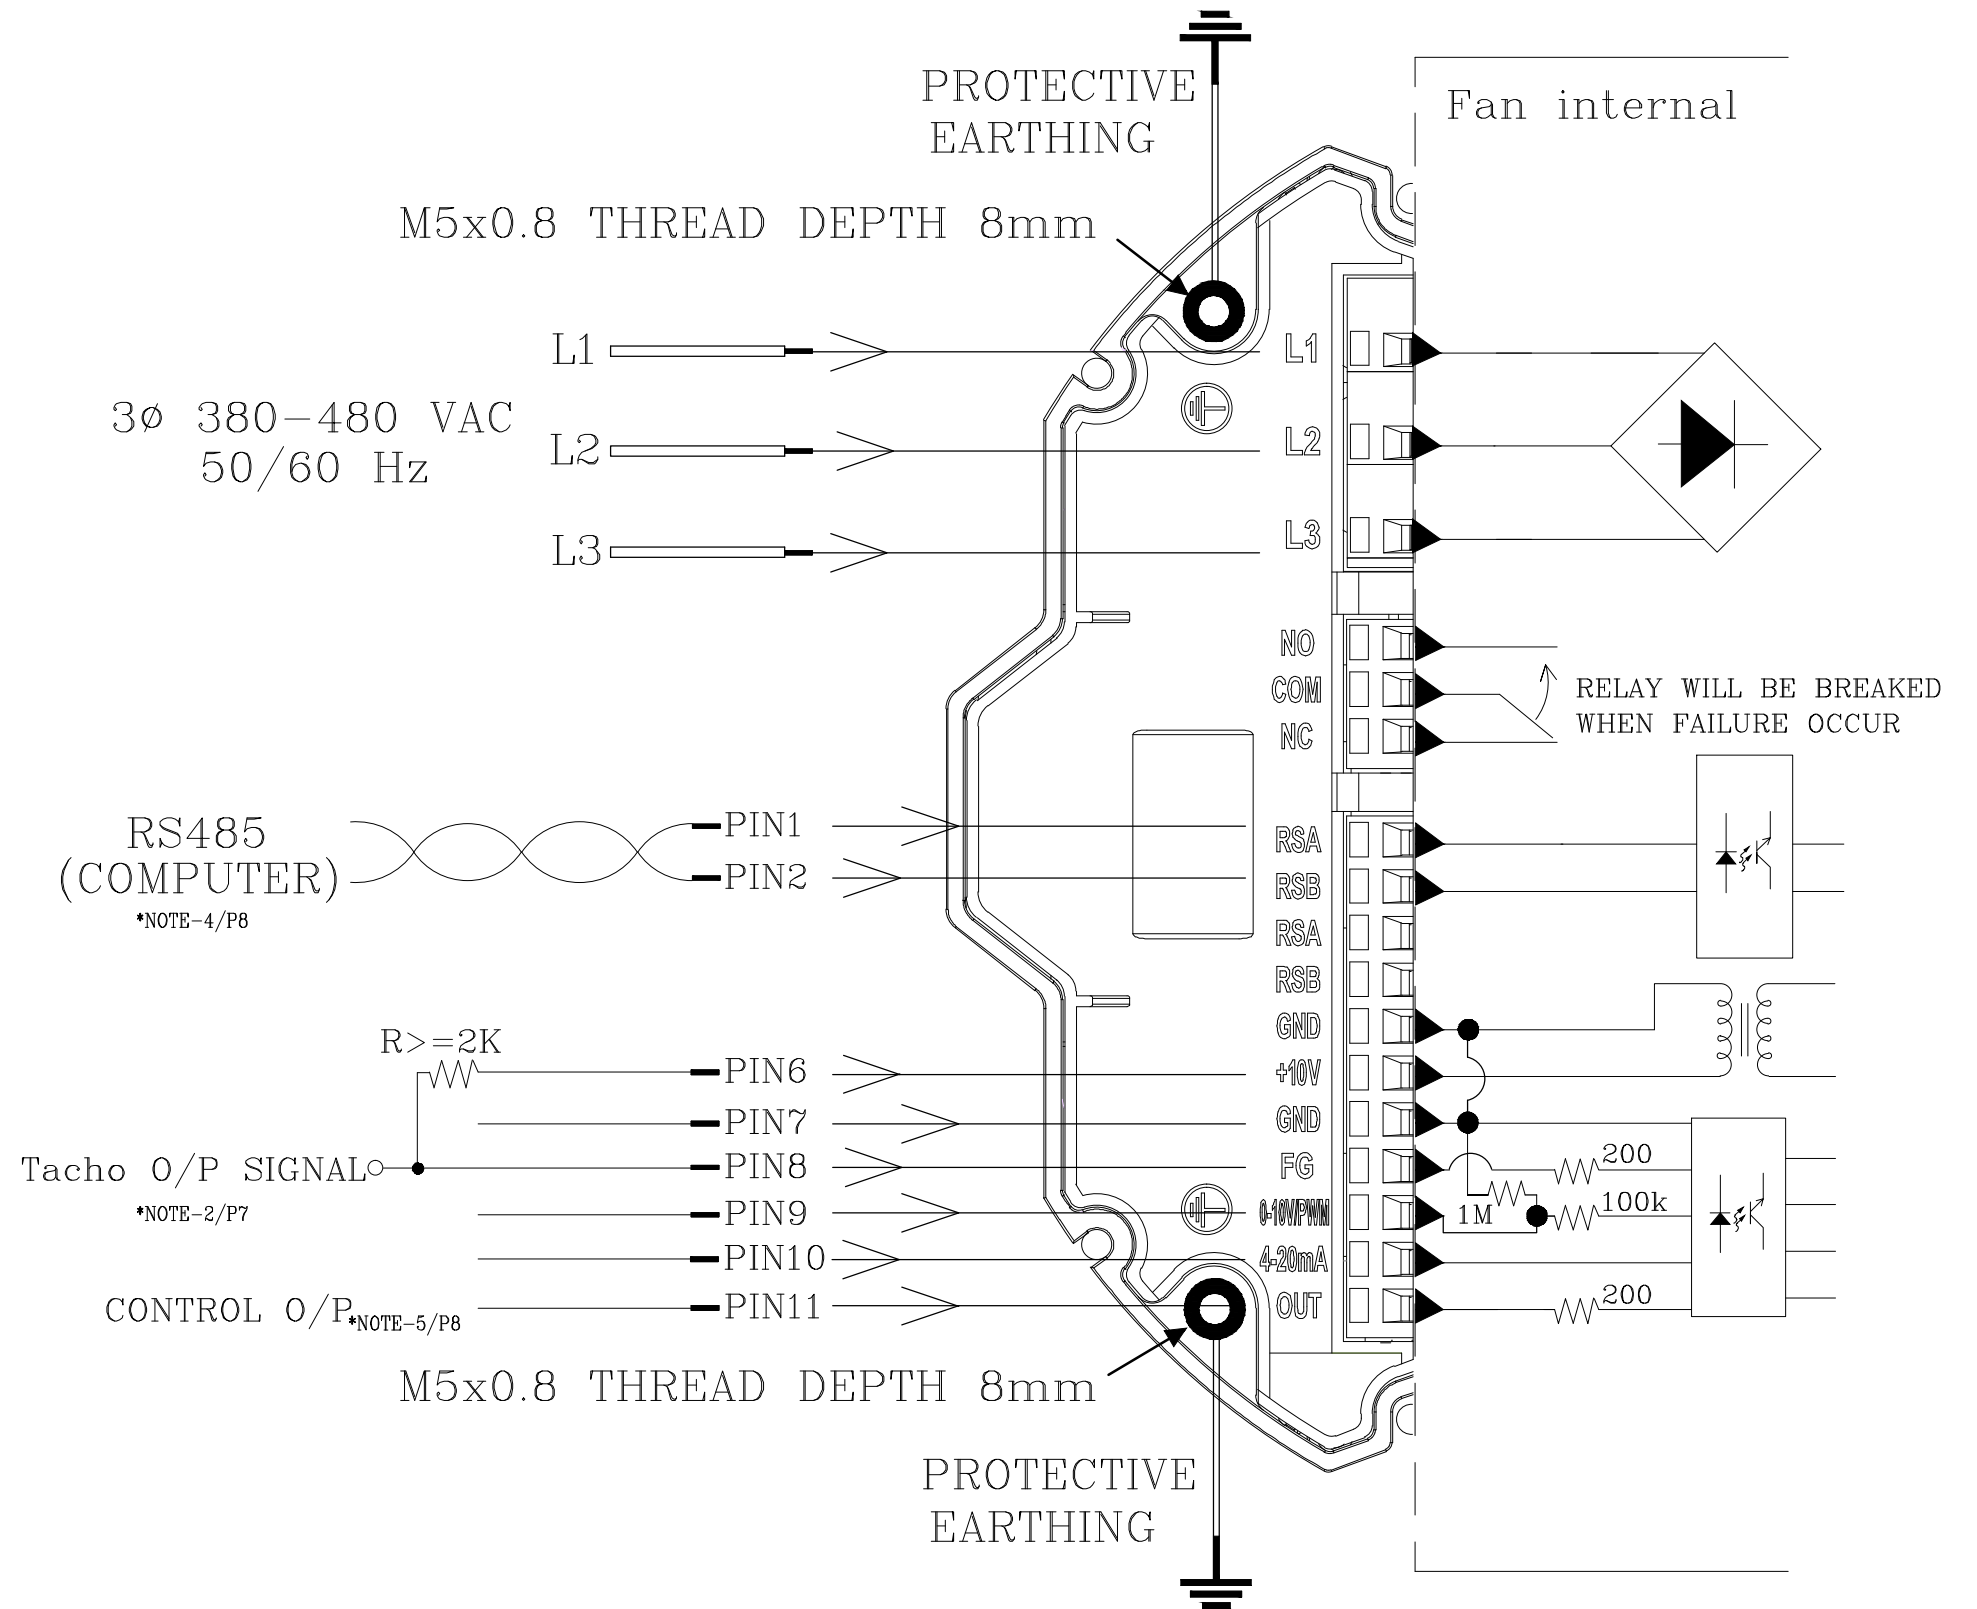 PROTECTIVE
EARTHING
Fan internal
M5x0.8 THREAD DEPTH 8mm
L1
L1
3ø 380-480 VAC
50/60 Hz
L2
L2
L3
L3
NO
COM
NC
RELAY WILL BE BREAKED
WHEN FAILURE OCCUR
RS485
(COMPUTER)
*NOTE-4/P8
PIN1
PIN2
RSA
RSB
RSA
RSB
GND
+10V
GND
FG
0-10V/PWM
4-20mA
OUT
R>=2K
PIN6
PIN7
PIN8
PIN9
PIN10
PIN11
Tacho O/P SIGNAL
*NOTE-2/P7
CONTROL O/P
*NOTE-5/P8
200
1M
100k
200
M5x0.8 THREAD DEPTH 8mm
PROTECTIVE
EARTHING